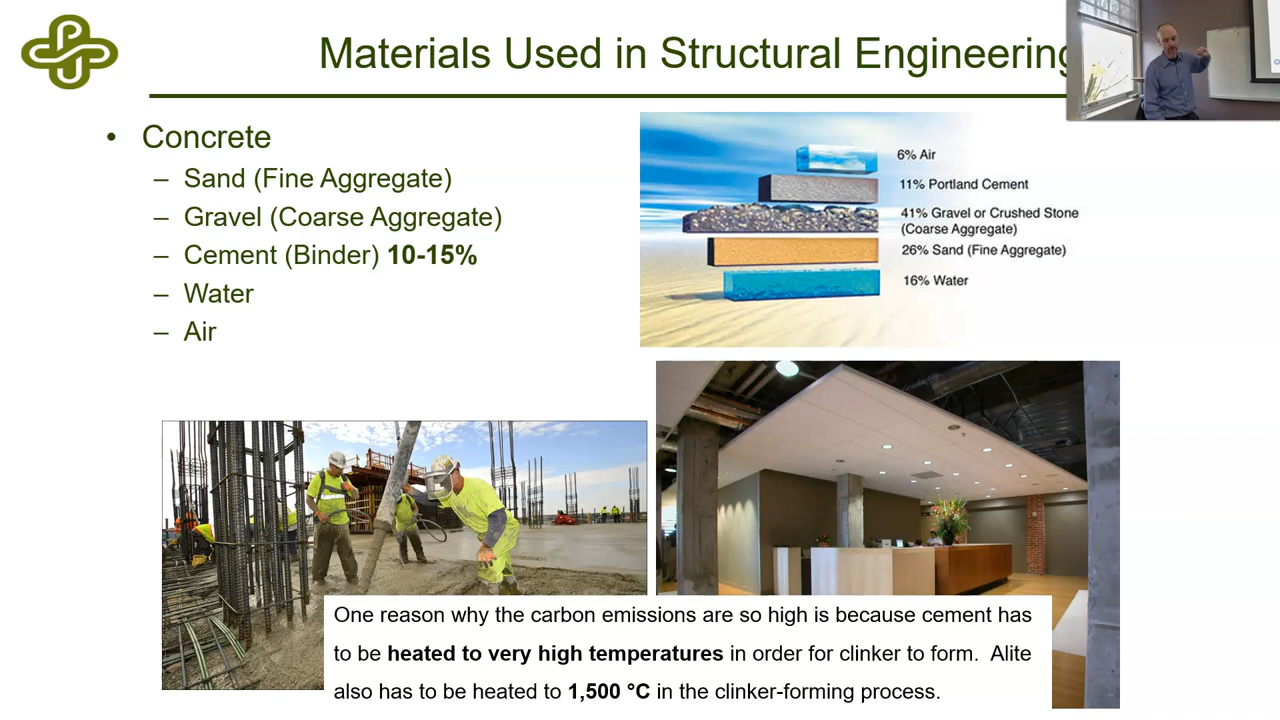 Materials Used in Structural Engineering
• Concrete
– Sand (Fine Aggregate)
– Gravel (Coarse Aggregate)
– Cement (Binder) 10-15%
– Water
– Air
6% Air
11% Portland Cement
41% Gravel or Crushed Stone
(Coarse Aggregate)
26% Sand (Fine Aggregate)
16% Water
One reason why the carbon emissions are so high is because cement has
to be heated to very high temperatures in order for clinker to form. Alite
also has to be heated to 1,500 °C in the clinker-forming process.
P
S
U